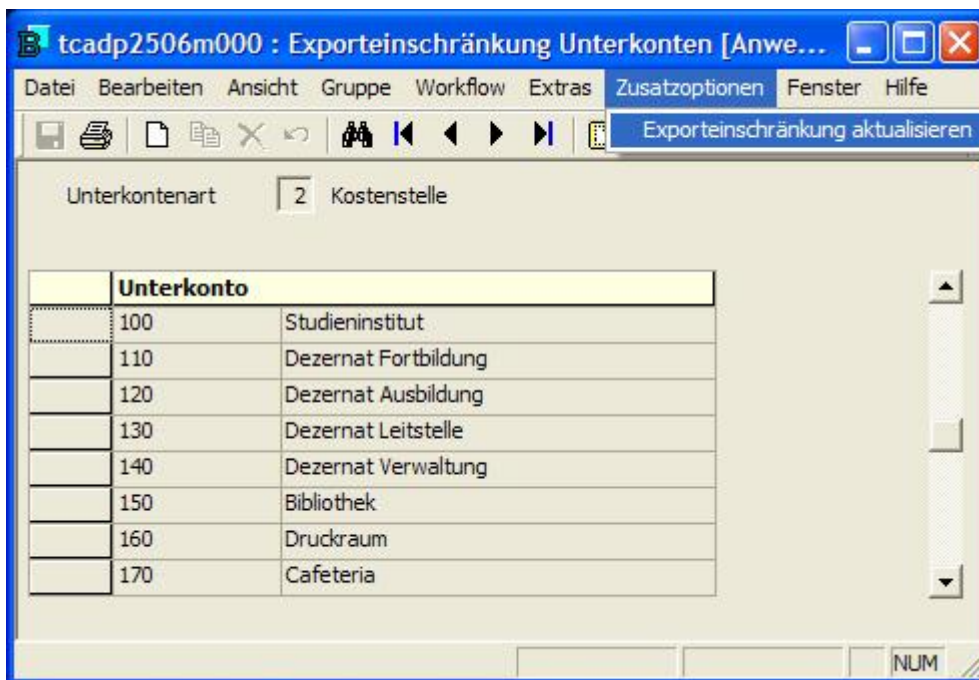 tcadp2506m000 : Exporteinschränkung Unterkonten [Anwe...
Datei Bearbeiten Ansicht Gruppe Workflow Extras Zusatzoptionen Fenster Hilfe
Exporteinschränkung aktualisieren
Unterkontenart 2 Kostenstelle
Unterkonto
100 Studieninstitut
110 Dezernat Fortbildung
120 Dezernat Ausbildung
130 Dezernat Leitstelle
140 Dezernat Verwaltung
150 Bibliothek
160 Druckraum
170 Cafeteria
NUM